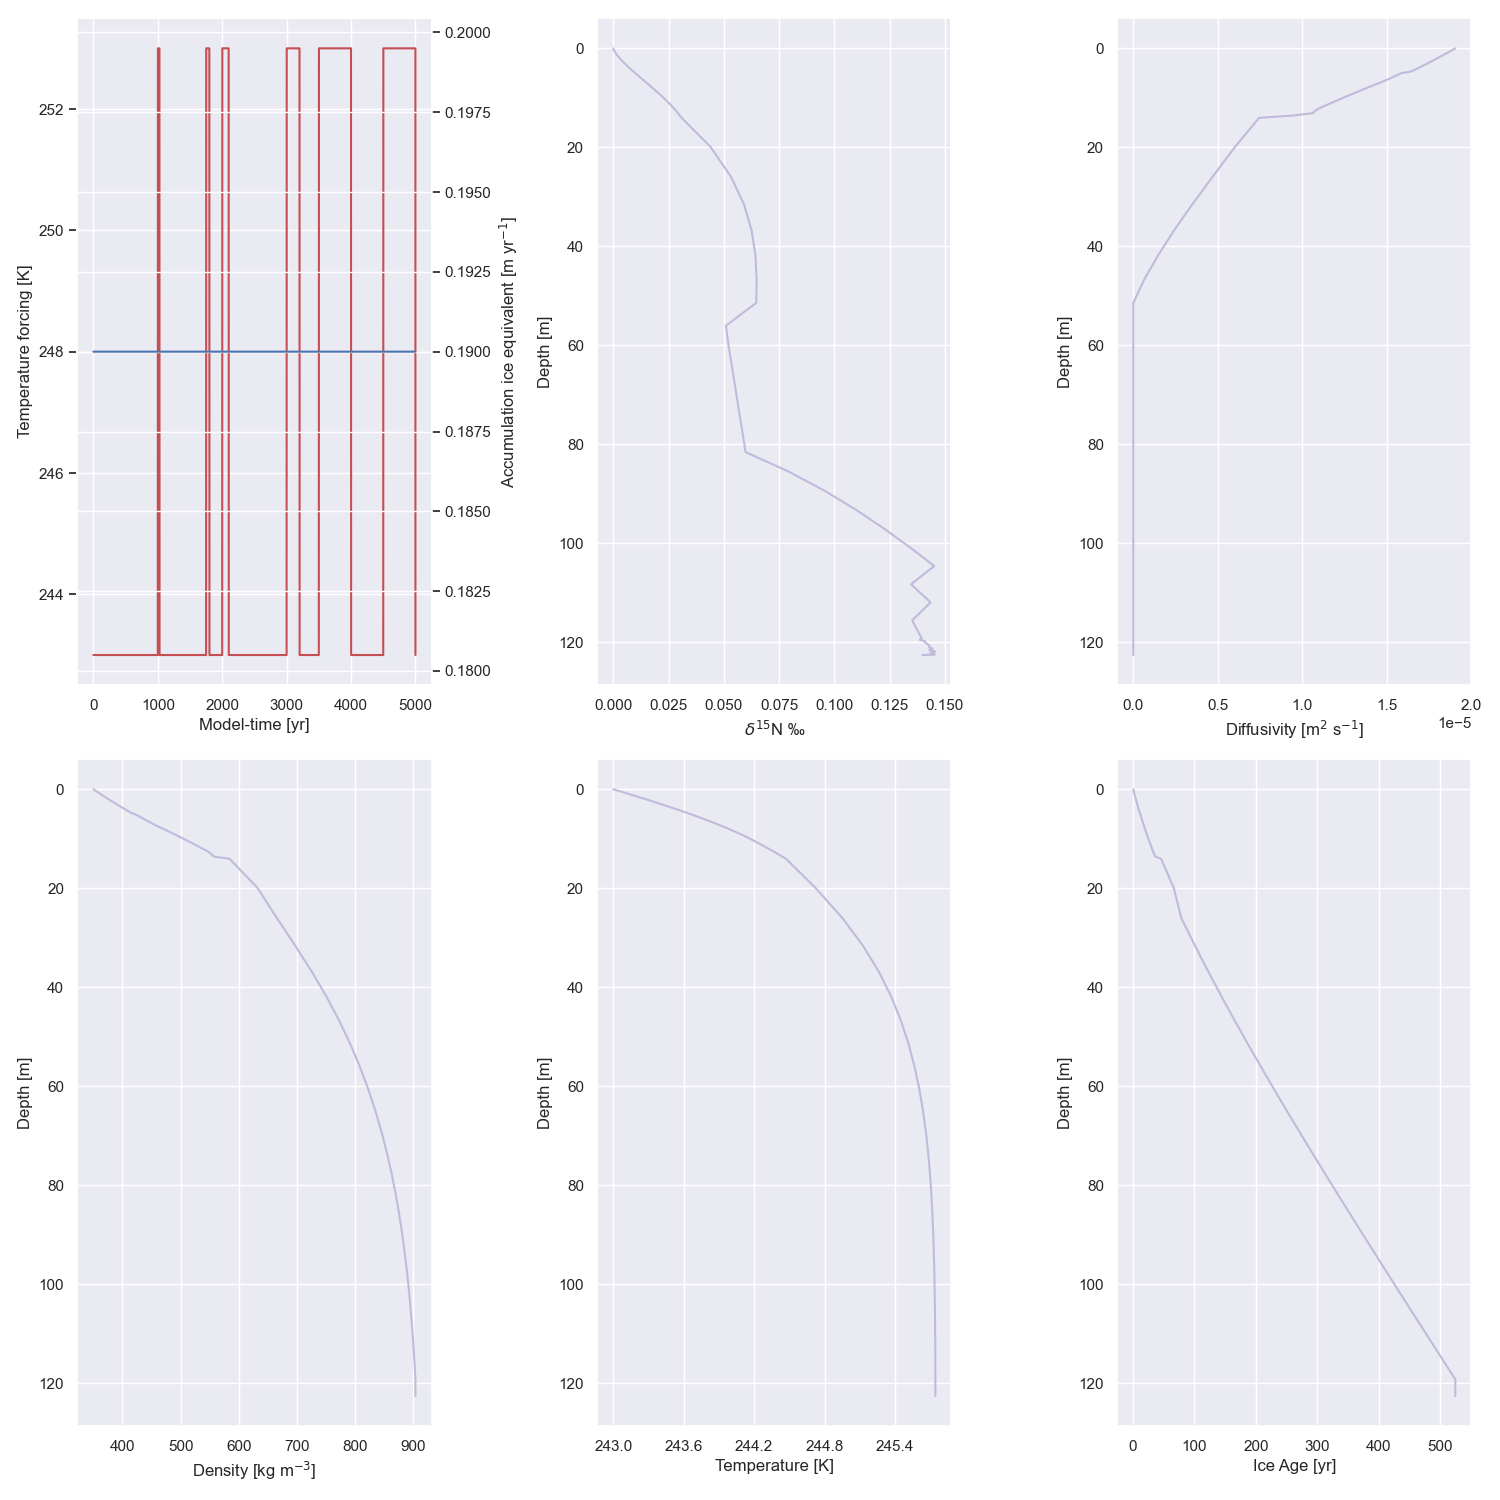 Temperature forcing [K]
252
250
248
246
244
0 1000 2000 3000 4000 5000
Model-time [yr]
0.2000
0.1975
0.1950
0.1925
0.1900
0.1875
0.1850
0.1825
0.1800
Accumulation ice equivalent [m yr⁻¹]
Depth [m]
0
20
40
60
80
100
120
0.000 0.025 0.050 0.075 0.100 0.125 0.150
δ¹⁵N ‰
Depth [m]
0
20
40
60
80
100
120
0.0 0.5 1.0 1.5 2.0
1e−5
Diffusivity [m² s⁻¹]
Depth [m]
0
20
40
60
80
100
120
400 500 600 700 800 900
Density [kg m⁻³]
Depth [m]
0
20
40
60
80
100
120
243.0 243.6 244.2 244.8 245.4
Temperature [K]
Depth [m]
0
20
40
60
80
100
120
0 100 200 300 400 500
Ice Age [yr]